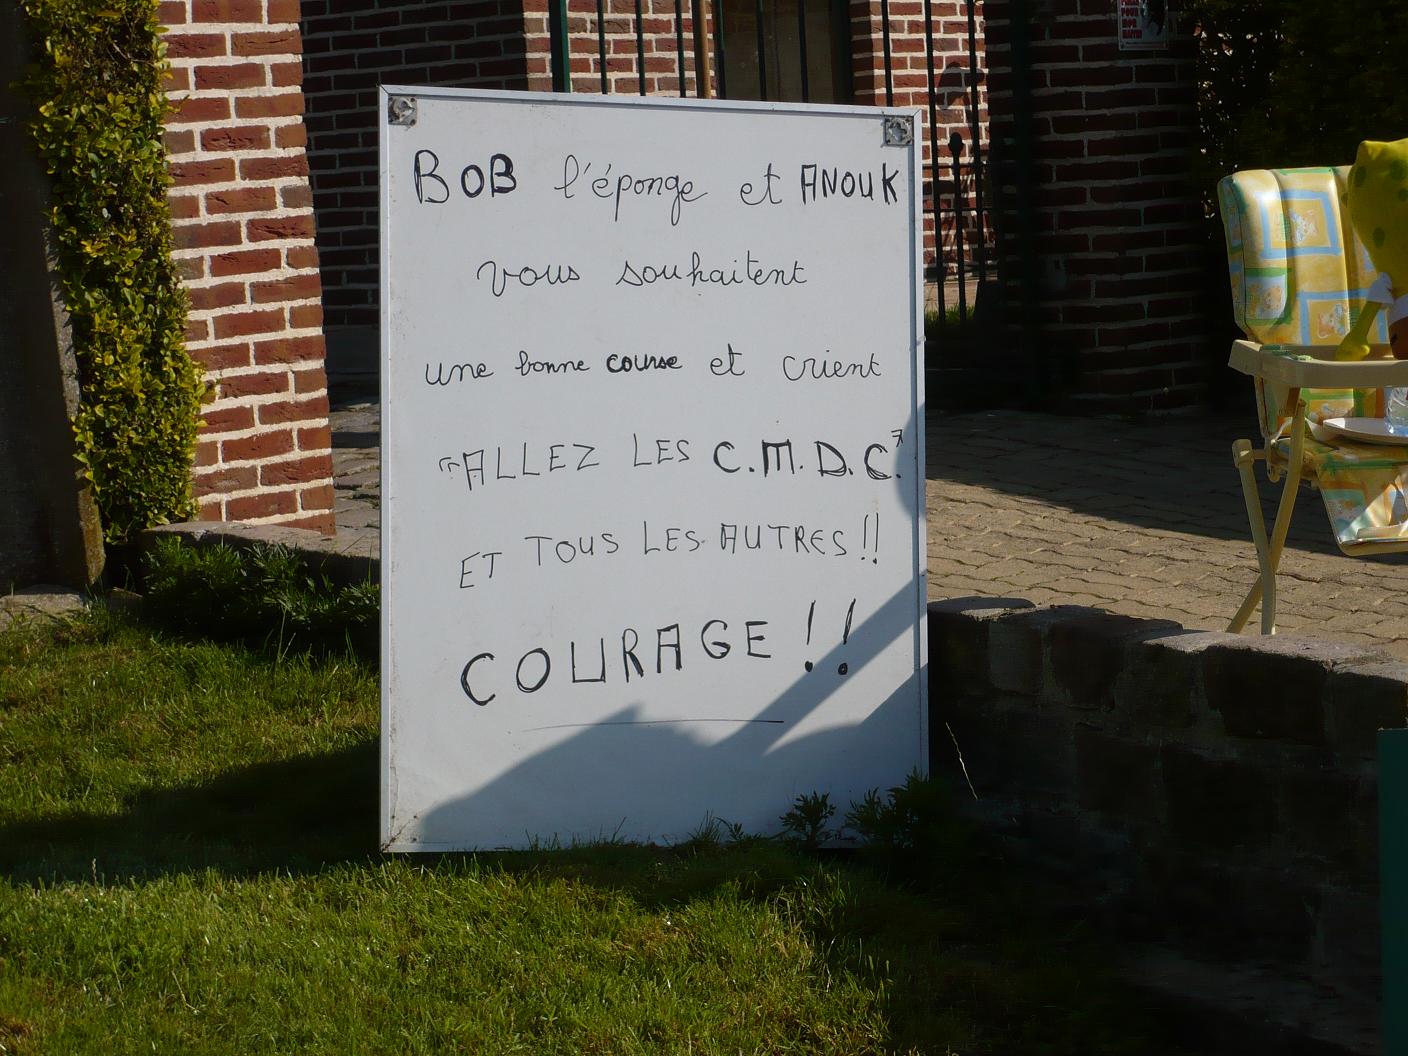 BOB l'éponge et ANOUK
vous souhaitent
une bonne course et crient
"ALLEZ LES C.M.D.C."
ET TOUS LES AUTRES !!
COURAGE !!